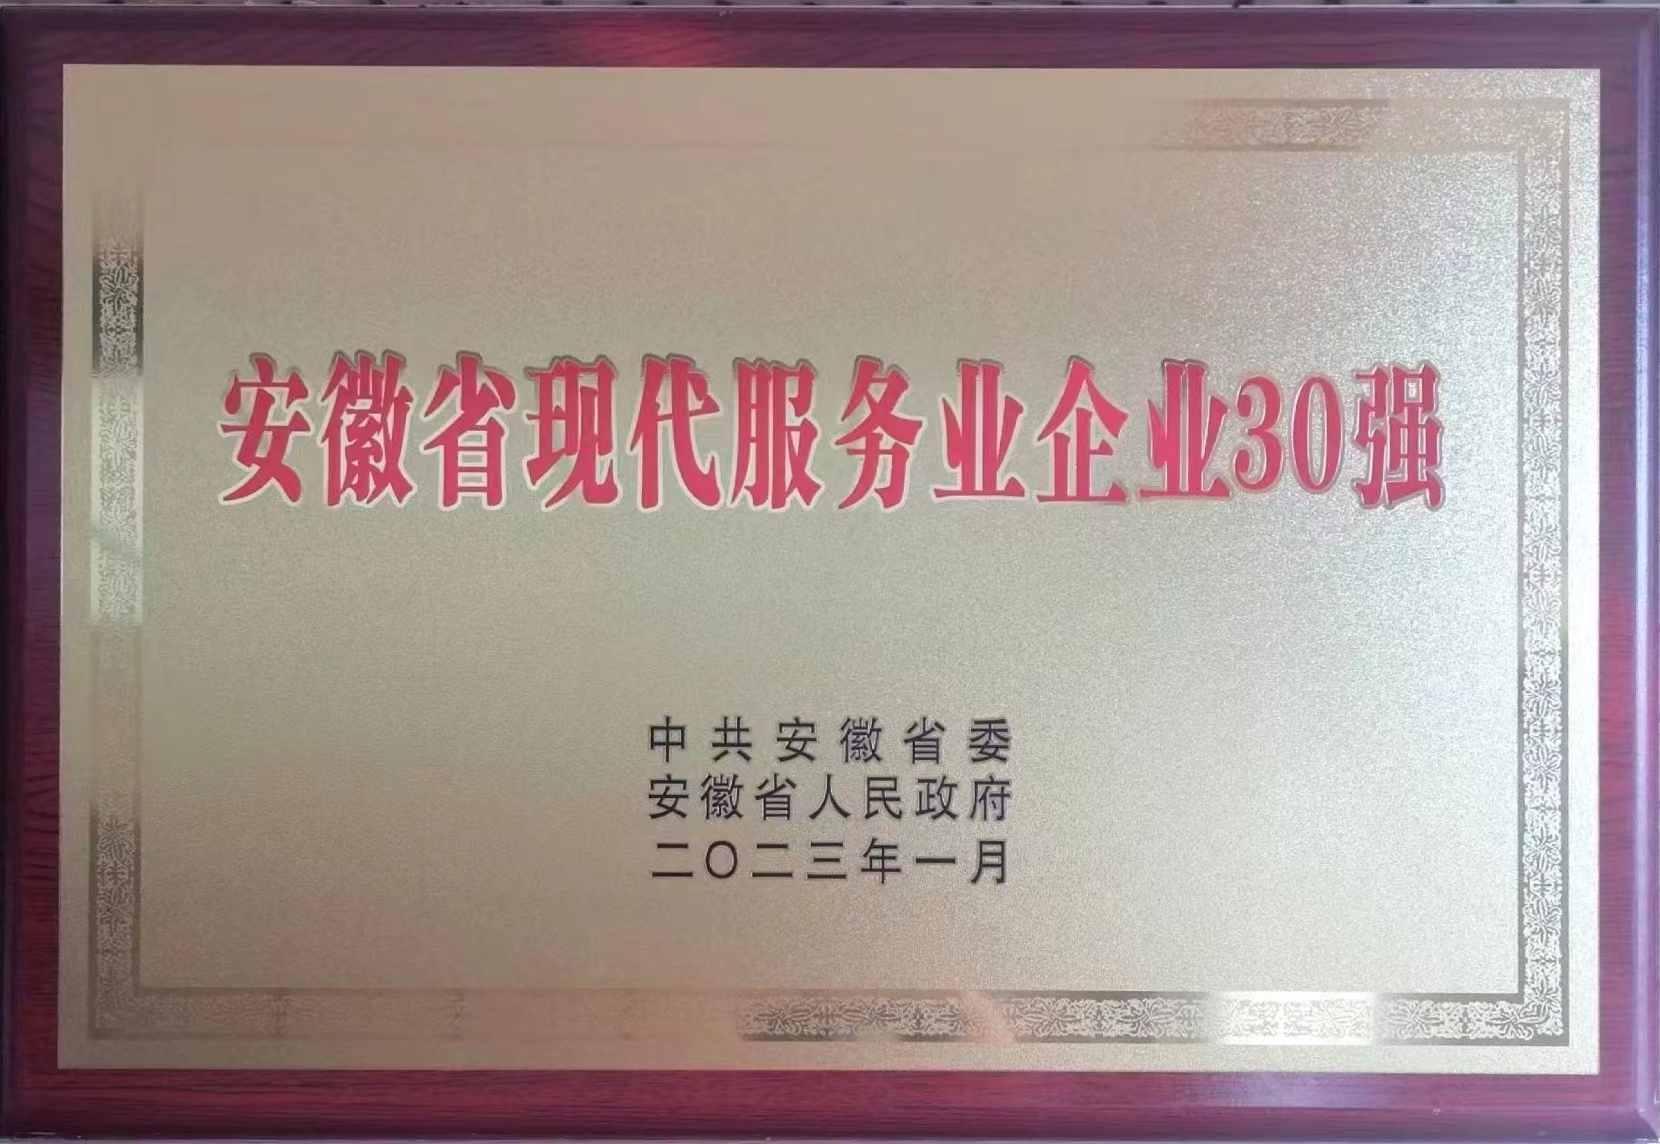 安徽省现代服务业企业30强
中共安徽省委
安徽省人民政府
二〇二三年一月